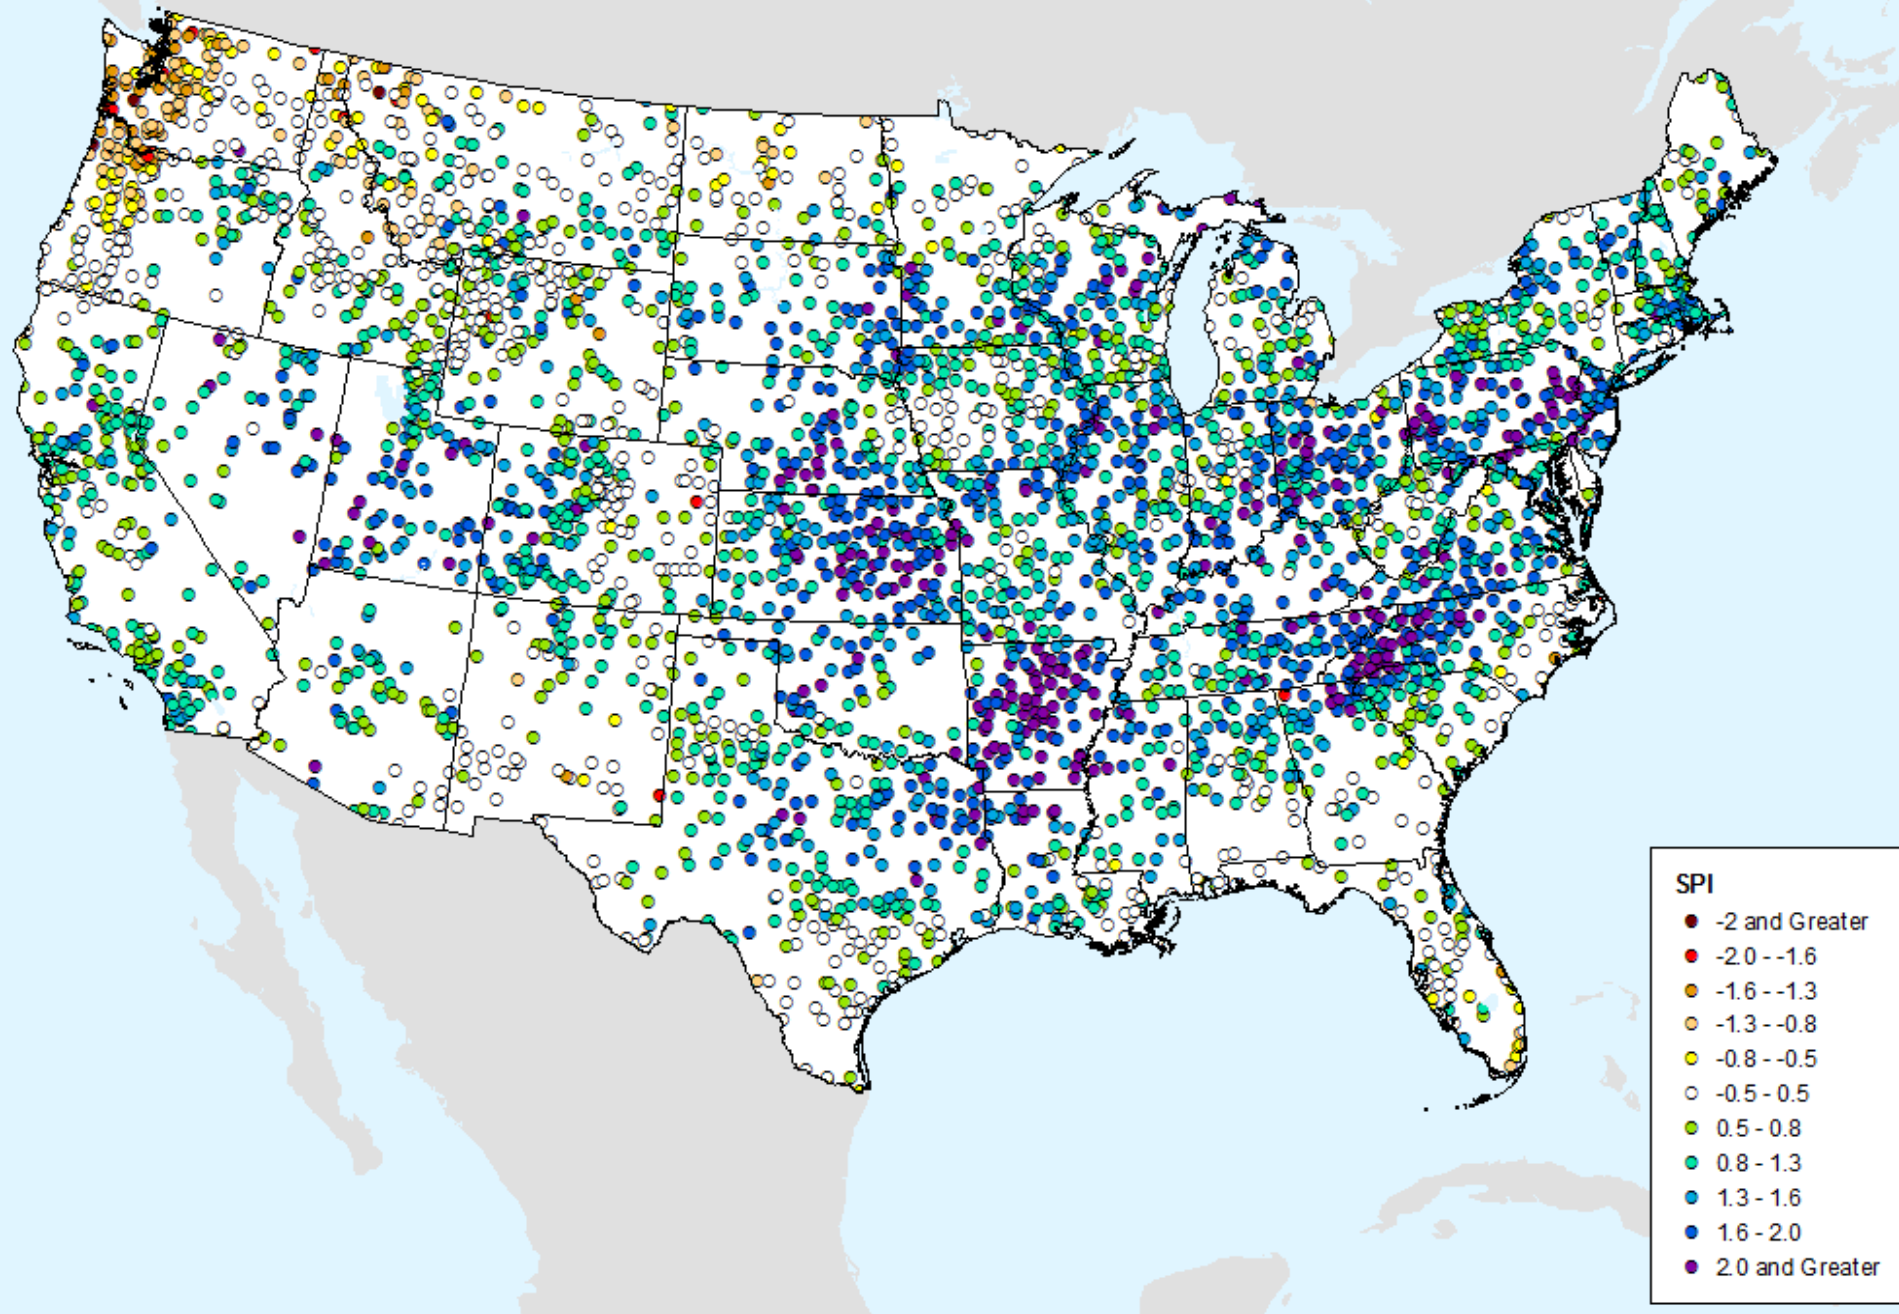 SPI
-2 and Greater
-2.0 - -1.6
-1.6 - -1.3
-1.3 - -0.8
-0.8 - -0.5
-0.5 - 0.5
0.5 - 0.8
0.8 - 1.3
1.3 - 1.6
1.6 - 2.0
2.0 and Greater